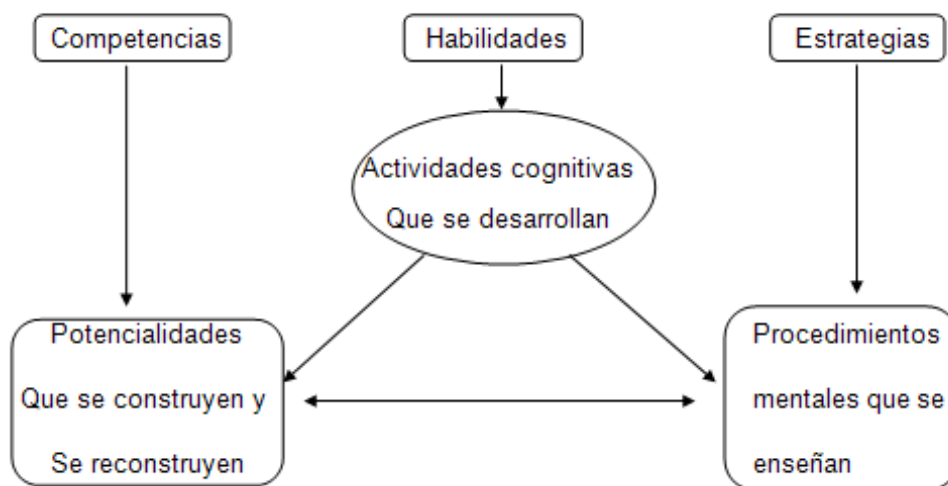 Competencias
Habilidades
Estrategias
Actividades cognitivas
Que se desarrollan
Potencialidades
Que se construyen y
Se reconstruyen
Procedimientos
mentales que se
enseñan